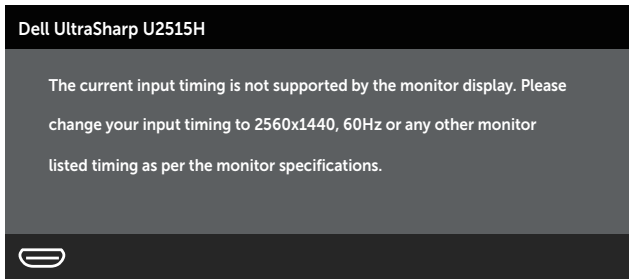 Dell UltraSharp U2515H
The current input timing is not supported by the monitor display. Please
change your input timing to 2560x1440, 60Hz or any other monitor
listed timing as per the monitor specifications.